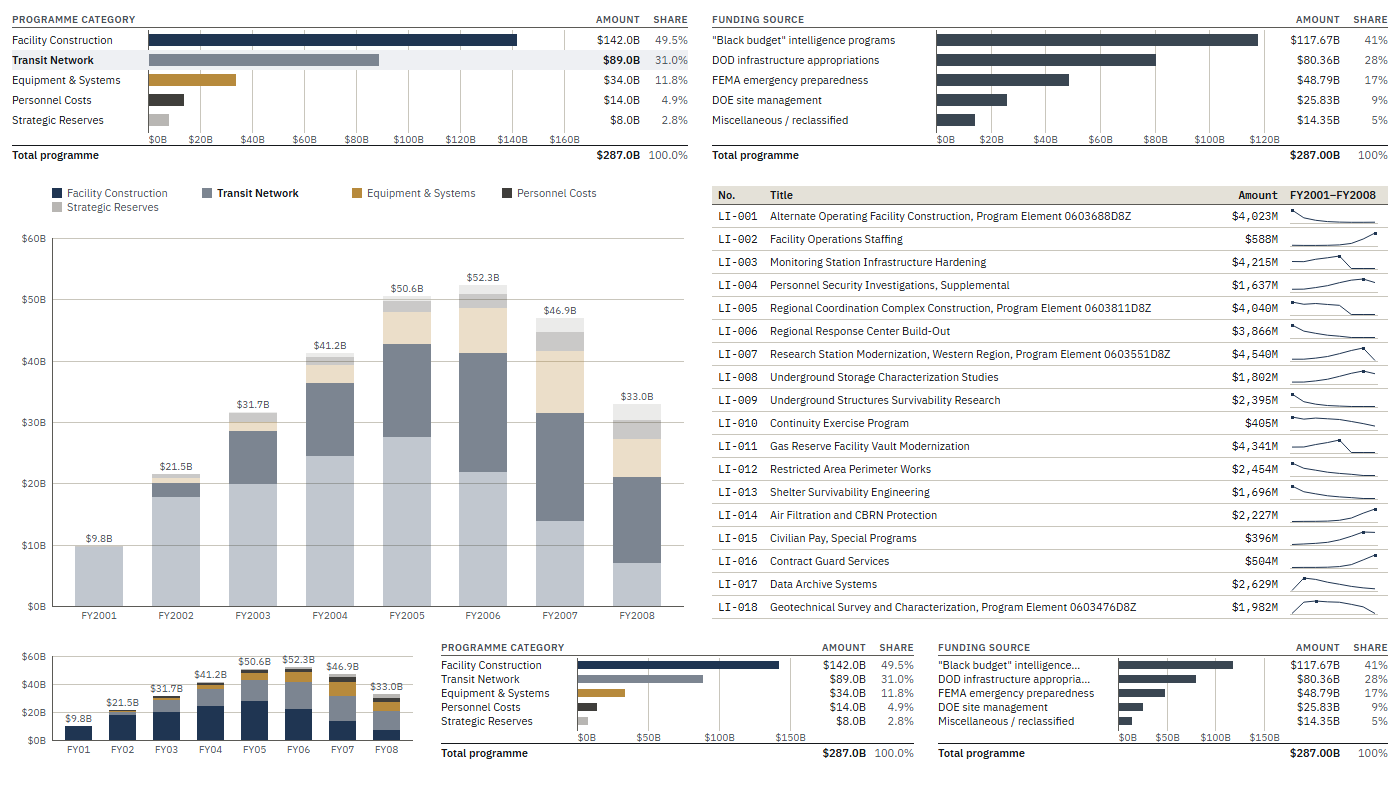 PROGRAMME CATEGORY AMOUNT SHARE
Facility Construction $142.0B 49.5%
Transit Network $89.0B 31.0%
Equipment & Systems $34.0B 11.8%
Personnel Costs $14.0B 4.9%
Strategic Reserves $8.0B 2.8%
$0B $20B $40B $60B $80B $100B $120B $140B $160B
Total programme $287.0B 100.0%
FUNDING SOURCE AMOUNT SHARE
"Black budget" intelligence programs $117.67B 41%
DOD infrastructure appropriations $80.36B 28%
FEMA emergency preparedness $48.79B 17%
DOE site management $25.83B 9%
Miscellaneous / reclassified $14.35B 5%
$0B $20B $40B $60B $80B $100B $120B
Total programme $287.00B 100%
Facility Construction Transit Network Equipment & Systems Personnel Costs
Strategic Reserves
$60B
$52.3B
$50.6B
$50B
$46.9B
$41.2B
$40B
$33.0B
$31.7B
$30B
$21.5B
$20B
$9.8B
$10B
$0B
FY2001 FY2002 FY2003 FY2004 FY2005 FY2006 FY2007 FY2008
No. Title Amount FY2001–FY2008
LI-001 Alternate Operating Facility Construction, Program Element 0603688D8Z $4,023M
LI-002 Facility Operations Staffing $588M
LI-003 Monitoring Station Infrastructure Hardening $4,215M
LI-004 Personnel Security Investigations, Supplemental $1,637M
LI-005 Regional Coordination Complex Construction, Program Element 0603811D8Z $4,040M
LI-006 Regional Response Center Build-Out $3,866M
LI-007 Research Station Modernization, Western Region, Program Element 0603551D8Z $4,540M
LI-008 Underground Storage Characterization Studies $1,802M
LI-009 Underground Structures Survivability Research $2,395M
LI-010 Continuity Exercise Program $405M
LI-011 Gas Reserve Facility Vault Modernization $4,341M
LI-012 Restricted Area Perimeter Works $2,454M
LI-013 Shelter Survivability Engineering $1,696M
LI-014 Air Filtration and CBRN Protection $2,227M
LI-015 Civilian Pay, Special Programs $396M
LI-016 Contract Guard Services $504M
LI-017 Data Archive Systems $2,629M
LI-018 Geotechnical Survey and Characterization, Program Element 0603476D8Z $1,982M
$60B
$50.6B $52.3B
$46.9B
$41.2B
$40B
$33.0B
$31.7B
$21.5B
$20B
$9.8B
$0B
FY01 FY02 FY03 FY04 FY05 FY06 FY07 FY08
PROGRAMME CATEGORY AMOUNT SHARE
Facility Construction $142.0B 49.5%
Transit Network $89.0B 31.0%
Equipment & Systems $34.0B 11.8%
Personnel Costs $14.0B 4.9%
Strategic Reserves $8.0B 2.8%
$0B $50B $100B $150B
Total programme $287.0B 100.0%
FUNDING SOURCE AMOUNT SHARE
"Black budget" intelligence... $117.67B 41%
DOD infrastructure appropria... $80.36B 28%
FEMA emergency preparedness $48.79B 17%
DOE site management $25.83B 9%
Miscellaneous / reclassified $14.35B 5%
$0B $50B $100B $150B
Total programme $287.00B 100%